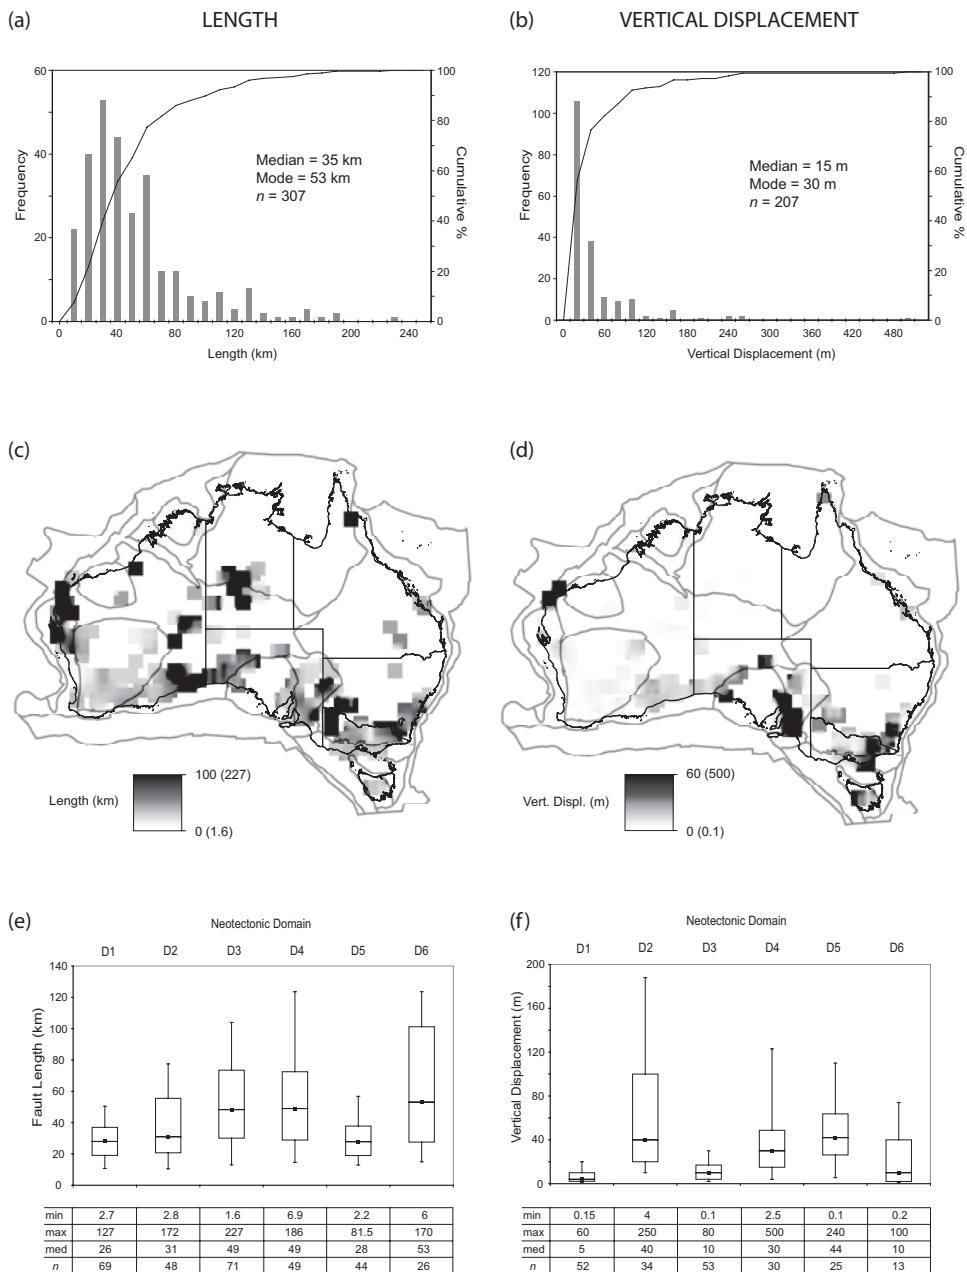 (a) LENGTH
60
40
20
0
Frequency
100
80
60
40
20
0
Cumulative %
Median = 35 km
Mode = 53 km
n = 307
0 40 80 120 160 200 240
Length (km)
(b) VERTICAL DISPLACEMENT
120
100
80
60
40
20
0
Frequency
100
80
60
40
20
0
Cumulative %
Median = 15 m
Mode = 30 m
n = 207
0 60 120 180 240 300 360 420 480
Vertical Displacement (m)
(c)
Length (km)
100 (227)
0 (1.6)
(d)
Vert. Displ. (m)
60 (500)
0 (0.1)
(e)
Neotectonic Domain
D1 D2 D3 D4 D5 D6
140
120
100
80
60
40
20
0
Fault Length (km)
min 2.7 2.8 1.6 6.9 2.2 6
max 127 172 227 186 81.5 170
med 26 31 49 49 28 53
n 69 48 71 49 44 26
(f)
Neotectonic Domain
D1 D2 D3 D4 D5 D6
200
160
120
80
40
0
Vertical Displacement (m)
min 0.15 4 0.1 2.5 0.1 0.2
max 60 250 80 500 240 100
med 5 40 10 30 44 10
n 52 34 53 30 25 13